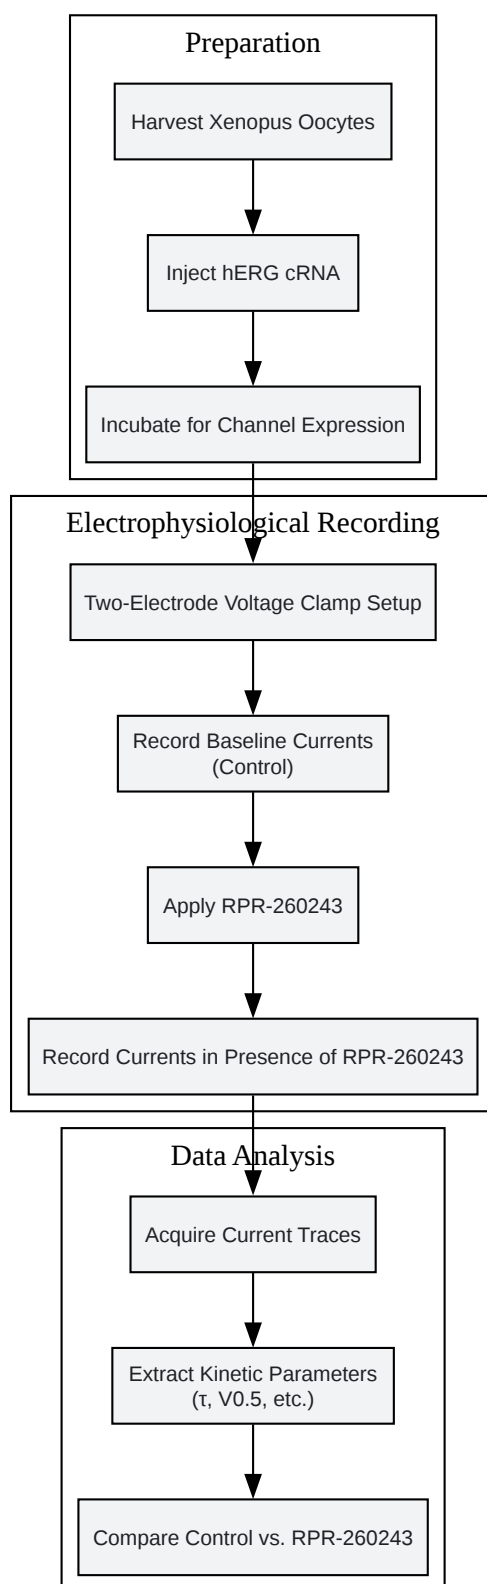 Preparation
Harvest Xenopus Oocytes
Inject hERG cRNA
Incubate for Channel Expression
Electrophysiological Recording
Two-Electrode Voltage Clamp Setup
Record Baseline Currents
(Control)
Apply RPR-260243
Record Currents in Presence of RPR-260243
Data Analysis
Acquire Current Traces
Extract Kinetic Parameters
(τ, V0.5, etc.)
Compare Control vs. RPR-260243